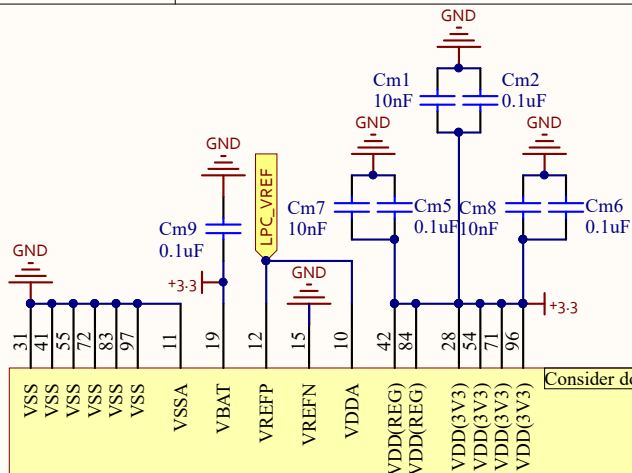 GND
Cm1
10nF
Cm2
0.1uF
GND
GND
GND
LPC_VREF
Cm7
10nF
Cm5
0.1uF
Cm8
10nF
Cm6
0.1uF
Cm9
0.1uF
GND
+3.3
GND
+3.3
31
41
55
72
83
97
11
19
12
15
10
42
84
28
54
71
96
VSS
VSS
VSS
VSS
VSS
VSS
VSSA
VBAT
VREFP
VREFN
VDDA
VDD(REG)
VDD(REG)
VDD(3V3)
VDD(3V3)
VDD(3V3)
VDD(3V3)
Consider de